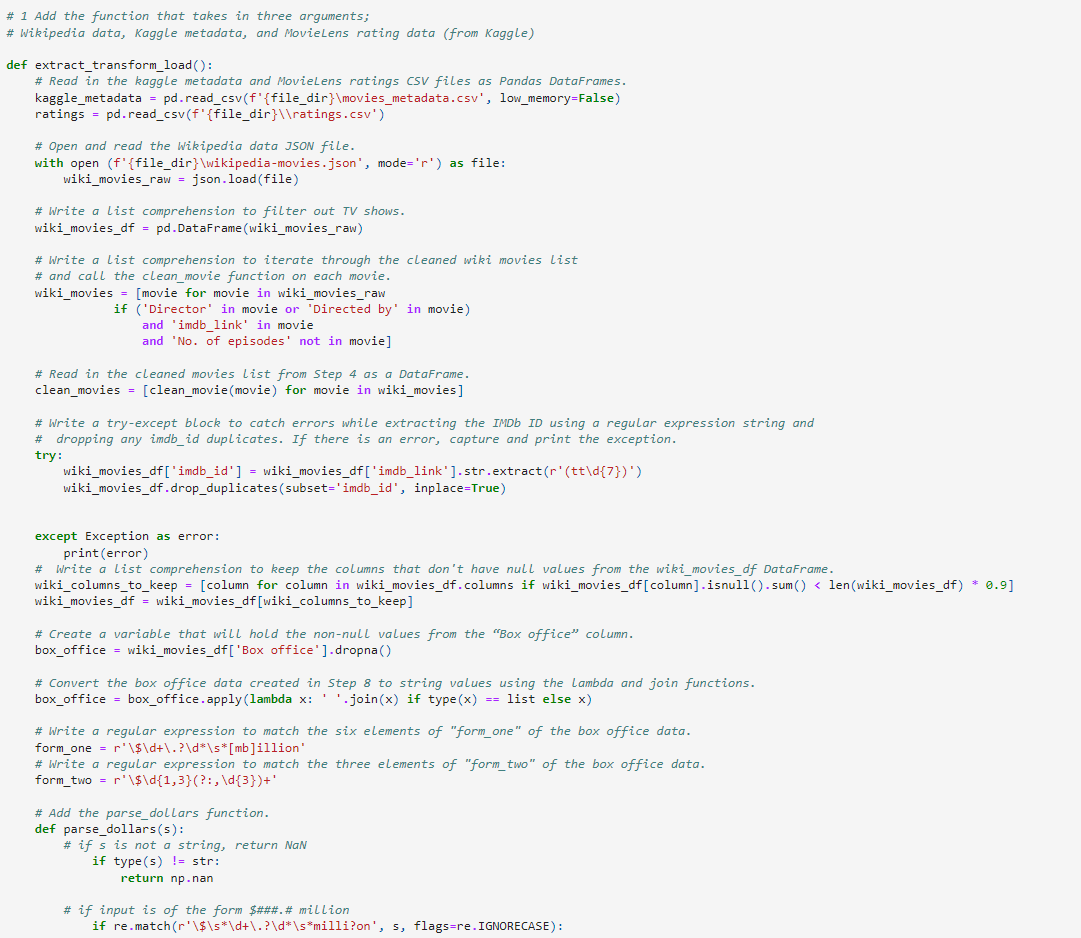 # 1 Add the function that takes in three arguments;
# Wikipedia data, Kaggle metadata, and MovieLens rating data (from Kaggle)

def extract_transform_load():
    # Read in the kaggle metadata and MovieLens ratings CSV files as Pandas DataFrames.
    kaggle_metadata = pd.read_csv(f'{file_dir}\movies_metadata.csv', low_memory=False)
    ratings = pd.read_csv(f'{file_dir}\\ratings.csv')

    # Open and read the Wikipedia data JSON file.
    with open (f'{file_dir}\wikipedia-movies.json', mode='r') as file:
        wiki_movies_raw = json.load(file)

    # Write a list comprehension to filter out TV shows.
    wiki_movies_df = pd.DataFrame(wiki_movies_raw)

    # Write a list comprehension to iterate through the cleaned wiki movies list
    # and call the clean_movie function on each movie.
    wiki_movies = [movie for movie in wiki_movies_raw
               if ('Director' in movie or 'Directed by' in movie)
                   and 'imdb_link' in movie
                   and 'No. of episodes' not in movie]

    # Read in the cleaned movies list from Step 4 as a DataFrame.
    clean_movies = [clean_movie(movie) for movie in wiki_movies]

    # Write a try-except block to catch errors while extracting the IMDb ID using a regular expression string and
    #  dropping any imdb_id duplicates. If there is an error, capture and print the exception.
    try:
        wiki_movies_df['imdb_id'] = wiki_movies_df['imdb_link'].str.extract(r'(tt\d{7})')
        wiki_movies_df.drop_duplicates(subset='imdb_id', inplace=True)


    except Exception as error:
        print(error)
    #  Write a list comprehension to keep the columns that don't have null values from the wiki_movies_df DataFrame.
    wiki_columns_to_keep = [column for column in wiki_movies_df.columns if wiki_movies_df[column].isnull().sum() < len(wiki_movies_df) * 0.9]
    wiki_movies_df = wiki_movies_df[wiki_columns_to_keep]

    # Create a variable that will hold the non-null values from the “Box office” column.
    box_office = wiki_movies_df['Box office'].dropna()

    # Convert the box office data created in Step 8 to string values using the lambda and join functions.
    box_office = box_office.apply(lambda x: ' '.join(x) if type(x) == list else x)

    # Write a regular expression to match the six elements of "form_one" of the box office data.
    form_one = r'\$\d+\.?\d*\s*[mb]illion'
    # Write a regular expression to match the three elements of "form_two" of the box office data.
    form_two = r'\$\d{1,3}(?:,\d{3})+'

    # Add the parse_dollars function.
    def parse_dollars(s):
        # if s is not a string, return NaN
            if type(s) != str:
                return np.nan

        # if input is of the form $###.# million
            if re.match(r'\$\s*\d+\.?\d*\s*milli?on', s, flags=re.IGNORECASE):